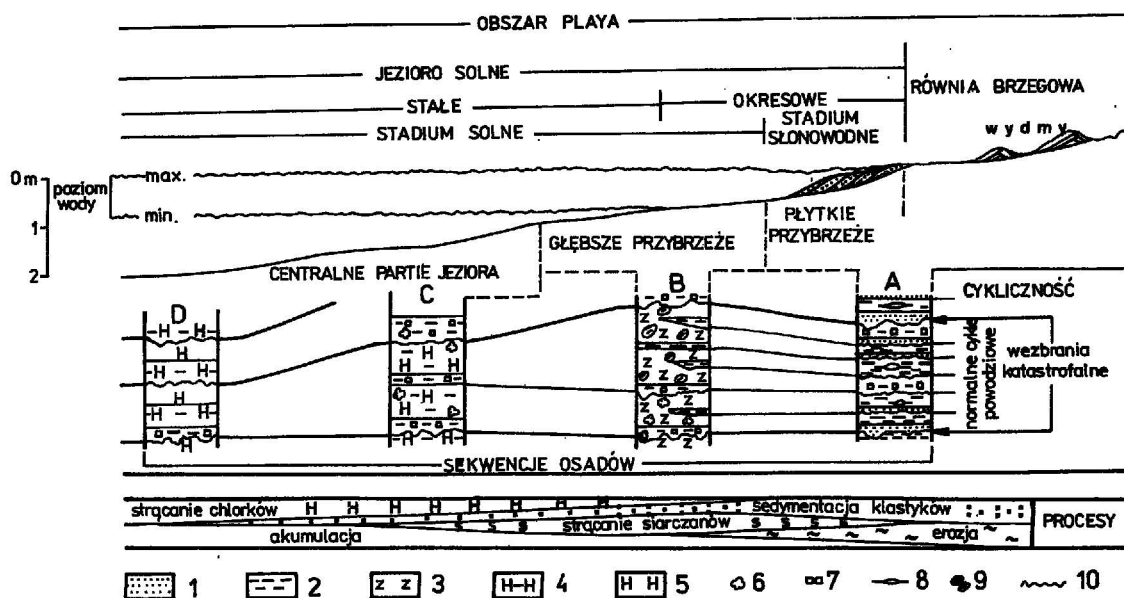 OBSZAR PLAYA
JEZIORO SOLNE
RÓWNIA BRZEGOWA
STAŁE
OKRESOWE
STADIUM SOLNE
STADIUM
SŁONOWODNE
wydmy
0 m
1
2
poziom
wody
max.
min.
PŁYTKIE
PRZYBRZEŻE
GŁĘBSZE PRZYBRZEŻE
CENTRALNE PARTIE JEZIORA
D
C
B
A
CYKLICZNOŚĆ
normalne cykle
powodziowe
wezbrania
katastrofalne
SEKWENCJE OSADÓW
strącanie chlorków
H H H H H H H H
sedymentacja klastyków
akumulacja
s s s
strącanie siarczanów
s s s s
erozja
PROCESY
1
z z
2
3
H-H
4
H H
5
6
7
8
9
10